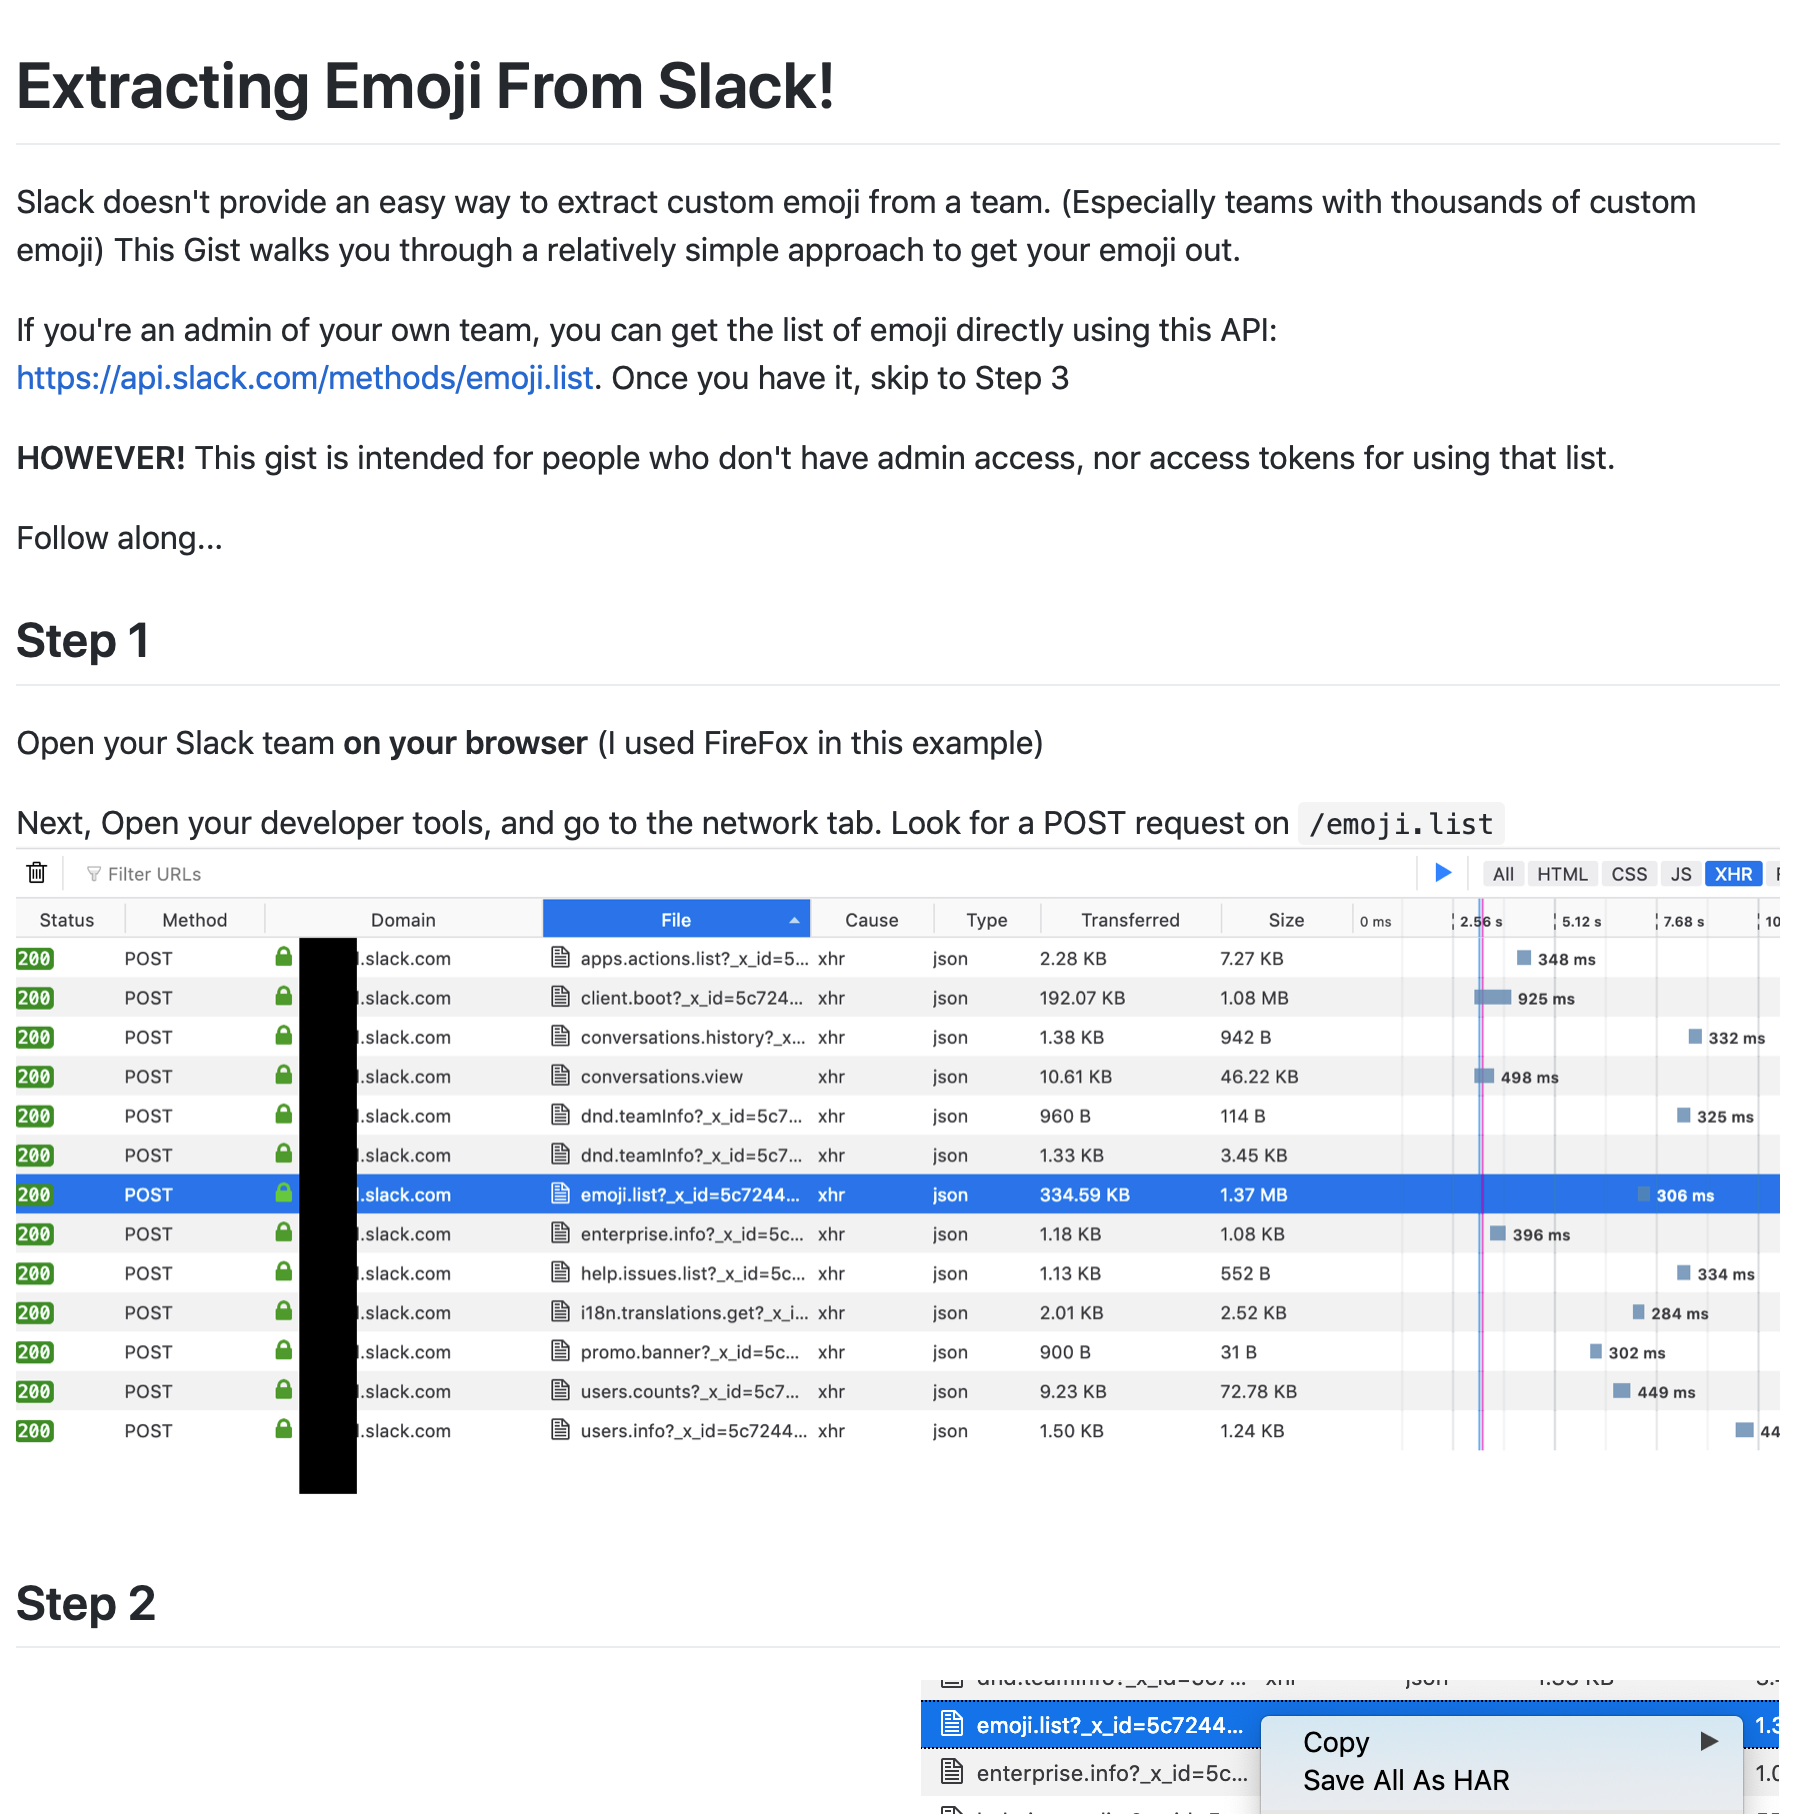 Extracting Emoji From Slack!
Slack doesn't provide an easy way to extract custom emoji from a team. (Especially teams with thousands of custom
emoji) This Gist walks you through a relatively simple approach to get your emoji out.
If you're an admin of your own team, you can get the list of emoji directly using this API:
https://api.slack.com/methods/emoji.list. Once you have it, skip to Step 3
HOWEVER! This gist is intended for people who don't have admin access, nor access tokens for using that list.
Follow along...
Step 1
Open your Slack team on your browser (I used FireFox in this example)
Next, Open your developer tools, and go to the network tab. Look for a POST request on /emoji.list
Filter URLs All HTML CSS JS XHR
Status Method Domain File Cause Type Transferred Size 0 ms 2.56 s 5.12 s 7.68 s 10
200 POST l.slack.com apps.actions.list?_x_id=5... xhr json 2.28 KB 7.27 KB 348 ms
200 POST l.slack.com client.boot?_x_id=5c724... xhr json 192.07 KB 1.08 MB 925 ms
200 POST l.slack.com conversations.history?_x... xhr json 1.38 KB 942 B 332 ms
200 POST l.slack.com conversations.view xhr json 10.61 KB 46.22 KB 498 ms
200 POST l.slack.com dnd.teamInfo?_x_id=5c7... xhr json 960 B 114 B 325 ms
200 POST l.slack.com dnd.teamInfo?_x_id=5c7... xhr json 1.33 KB 3.45 KB
200 POST l.slack.com emoji.list?_x_id=5c7244... xhr json 334.59 KB 1.37 MB 306 ms
200 POST l.slack.com enterprise.info?_x_id=5c... xhr json 1.18 KB 1.08 KB 396 ms
200 POST l.slack.com help.issues.list?_x_id=5c... xhr json 1.13 KB 552 B 334 ms
200 POST l.slack.com i18n.translations.get?_x_i... xhr json 2.01 KB 2.52 KB 284 ms
200 POST l.slack.com promo.banner?_x_id=5c... xhr json 900 B 31 B 302 ms
200 POST l.slack.com users.counts?_x_id=5c7... xhr json 9.23 KB 72.78 KB 449 ms
200 POST l.slack.com users.info?_x_id=5c7244... xhr json 1.50 KB 1.24 KB 44
Step 2
dnd.teamInfo?_x_id=5c7... xhr json 1.33 KB
emoji.list?_x_id=5c7244... 1.3
Copy
enterprise.info?_x_id=5c... 1.0
Save All As HAR